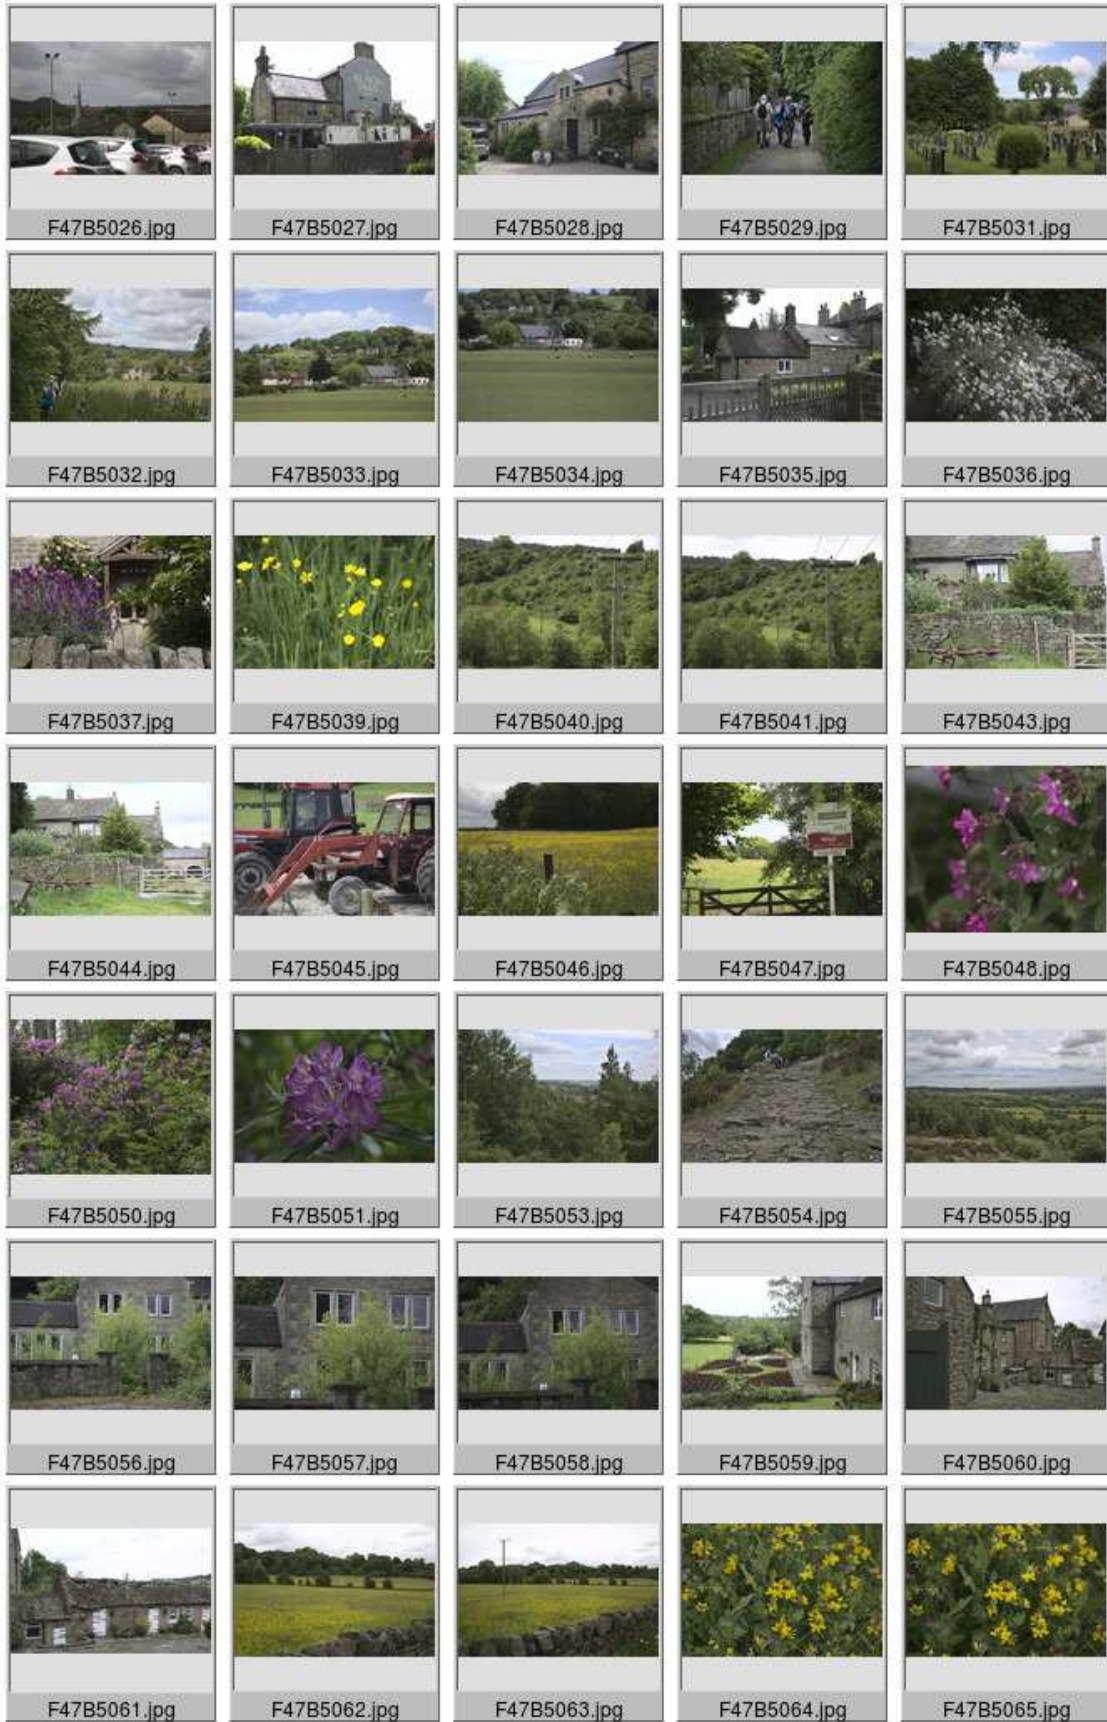 F47B5026.jpg F47B5027.jpg F47B5028.jpg F47B5029.jpg F47B5031.jpg
F47B5032.jpg F47B5033.jpg F47B5034.jpg F47B5035.jpg F47B5036.jpg
F47B5037.jpg F47B5039.jpg F47B5040.jpg F47B5041.jpg F47B5043.jpg
F47B5044.jpg F47B5045.jpg F47B5046.jpg F47B5047.jpg F47B5048.jpg
F47B5050.jpg F47B5051.jpg F47B5053.jpg F47B5054.jpg F47B5055.jpg
F47B5056.jpg F47B5057.jpg F47B5058.jpg F47B5059.jpg F47B5060.jpg
F47B5061.jpg F47B5062.jpg F47B5063.jpg F47B5064.jpg F47B5065.jpg